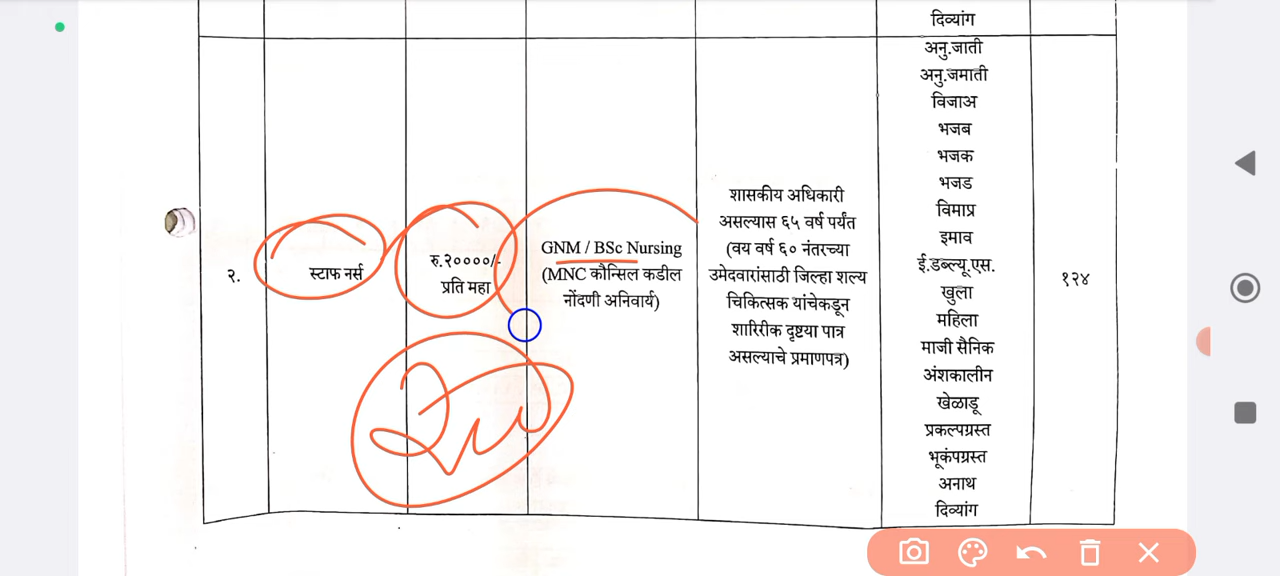 दिव्यांग
२.
स्टाफ नर्स
रु.२००००/-
प्रति महा
GNM / BSc Nursing
(MNC कौन्सिल कडील
नोंदणी अनिवार्य)
शासकीय अधिकारी
असल्यास ६५ वर्ष पर्यंत
(वय वर्ष ६० नंतरच्या
उमेदवारांसाठी जिल्हा शल्य
चिकित्सक यांचेकडून
शारिरीक दृष्टया पात्र
असल्याचे प्रमाणपत्र)
अनु.जाती
अनु.जमाती
विजाअ
भजब
भजक
भजड
विमाप्र
इमाव
ई.डब्ल्यू.एस.
खुला
महिला
माजी सैनिक
अंशकालीन
खेळाडू
प्रकल्पग्रस्त
भूकंपग्रस्त
अनाथ
दिव्यांग
१२४